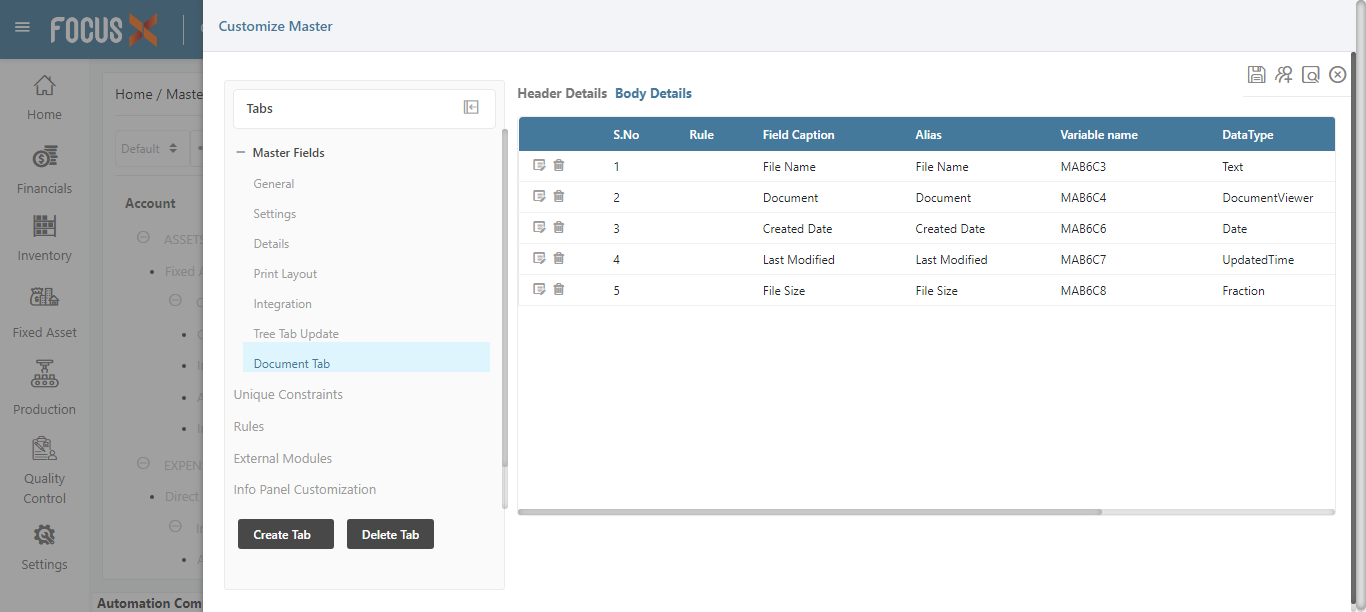 FOCUS X
Customize Master
Home
Financials
Inventory
Fixed Asset
Production
Quality
Control
Settings
Home / Maste
Default
Account
ASSETS
Fixed A
EXPEN
Direct
Automation Com
Tabs
Master Fields
General
Settings
Details
Print Layout
Integration
Tree Tab Update
Document Tab
Unique Constraints
Rules
External Modules
Info Panel Customization
Create Tab Delete Tab
Header Details Body Details
S.No Rule Field Caption Alias Variable name DataType
1 File Name File Name MAB6C3 Text
2 Document Document MAB6C4 DocumentViewer
3 Created Date Created Date MAB6C6 Date
4 Last Modified Last Modified MAB6C7 UpdatedTime
5 File Size File Size MAB6C8 Fraction